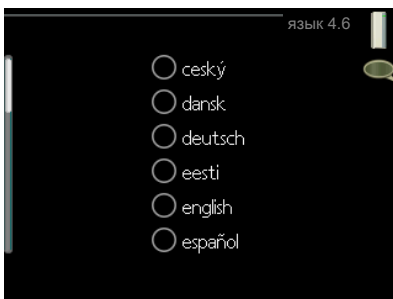 язык 4.6
ceský
dansk
deutsch
eesti
english
español